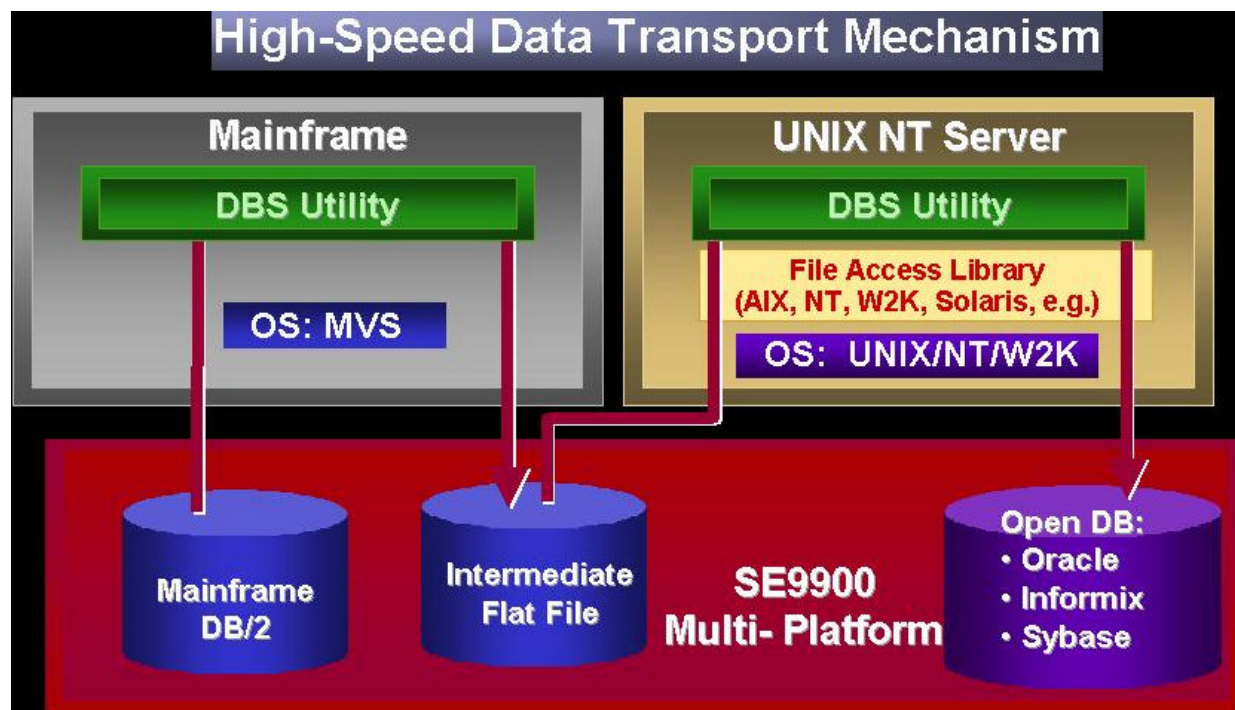 High-Speed Data Transport Mechanism
Mainframe
DBS Utility
OS: MVS
UNIX NT Server
DBS Utility
File Access Library
(AIX, NT, W2K, Solaris, e.g.)
OS: UNIX/NT/W2K
Mainframe
DB/2
Intermediate
Flat File
SE9900
Multi- Platform
Open DB:
• Oracle
• Informix
• Sybase